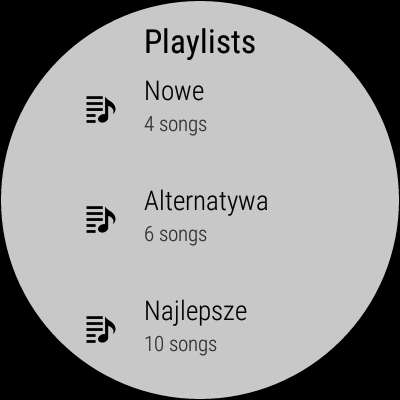 Playlists
Nowe
4 songs
Alternatywa
6 songs
Najlepsze
10 songs